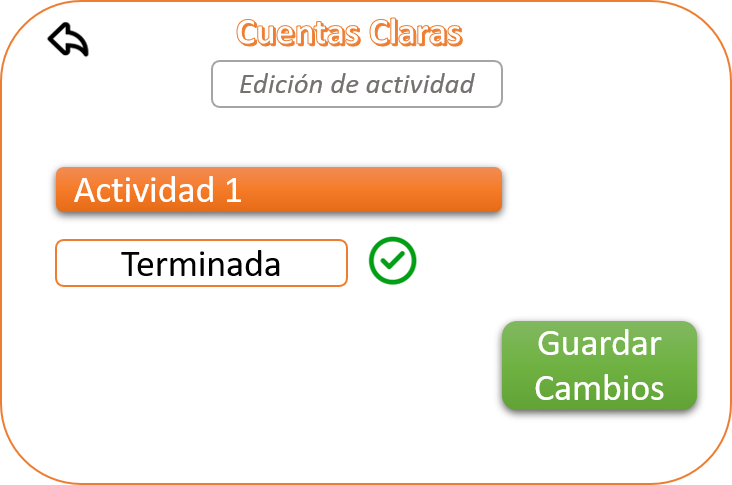 Cuentas Claras
Edición de actividad
Actividad 1
Terminada
Guardar
Cambios